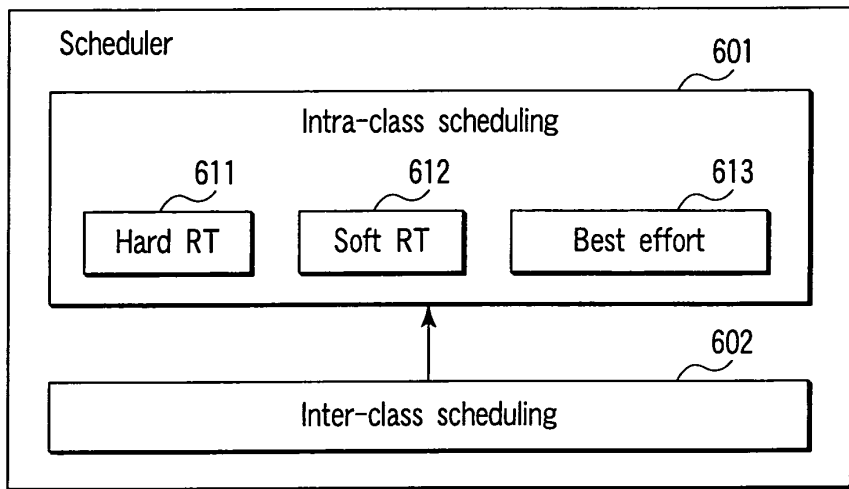 Scheduler
601
Intra-class scheduling
611
612
613
Hard RT
Soft RT
Best effort
602
Inter-class scheduling